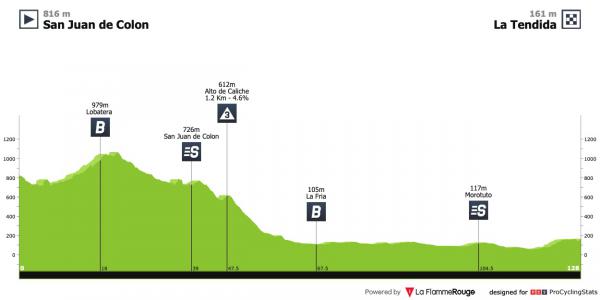 816 m
San Juan de Colon
161 m
La Tendida
612m
Alto de Caliche
1.2 Km - 4.6%
3
979m
Lobatera
B
726m
San Juan de Colon
S
105m
La Fria
B
117m
Morotuto
S
1200
1000
800
600
400
200
0
1200
1000
800
600
400
200
0
0
18
39
47.5
67.5
104.5
128
Powered by La FlammeRouge designed for PCS ProCyclingStats